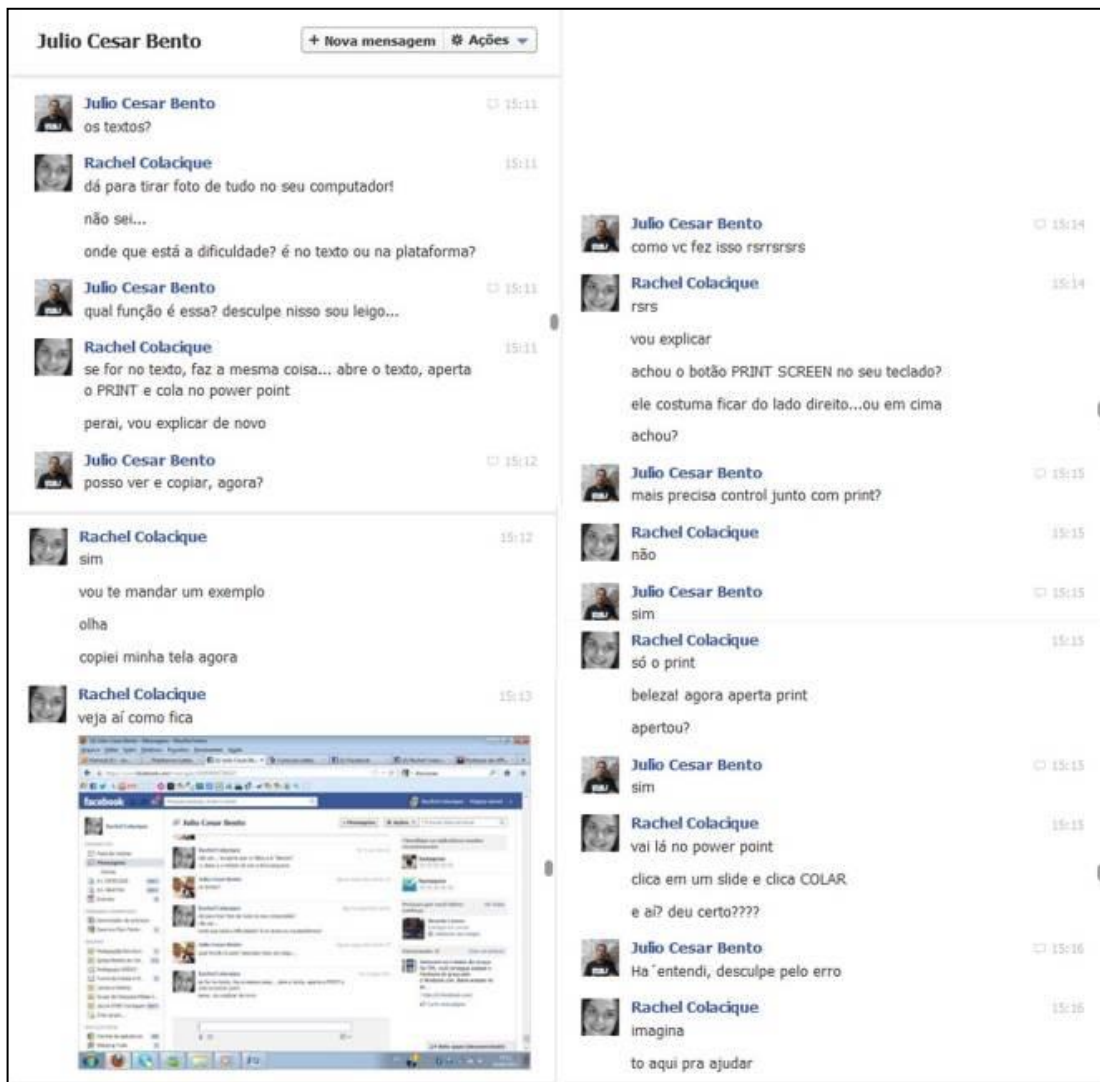 Julio Cesar Bento
+ Nova mensagem
Ações
Julio Cesar Bento 15:11
os textos?
Rachel Colacique 15:11
dá para tirar foto de tudo no seu computador!
não sei...
onde que está a dificuldade? é no texto ou na plataforma?
Julio Cesar Bento 15:11
qual função é essa? desculpe nisso sou leigo...
Rachel Colacique 15:11
se for no texto, faz a mesma coisa... abre o texto, aperta
o PRINT e cola no power point
perai, vou explicar de novo
Julio Cesar Bento 15:12
posso ver e copiar, agora?
Rachel Colacique 15:12
sim
vou te mandar um exemplo
olha
copiei minha tela agora
Rachel Colacique 15:13
veja aí como fica
facebook
Julio Cesar Bento
Julio Cesar Bento 15:14
como vc fez isso rsrrsrsrs
Rachel Colacique 15:14
rsrs
vou explicar
achou o botão PRINT SCREEN no seu teclado?
ele costuma ficar do lado direito...ou em cima
achou?
Julio Cesar Bento 15:15
mais precisa control junto com print?
Rachel Colacique 15:15
não
Julio Cesar Bento 15:15
sim
Rachel Colacique 15:15
só o print
beleza! agora aperta print
apertou?
Julio Cesar Bento 15:15
sim
Rachel Colacique 15:15
vai lá no power point
clica em um slide e clica COLAR
e aí? deu certo????
Julio Cesar Bento 15:16
Ha´entendi, desculpe pelo erro
Rachel Colacique 15:16
imagina
to aqui pra ajudar